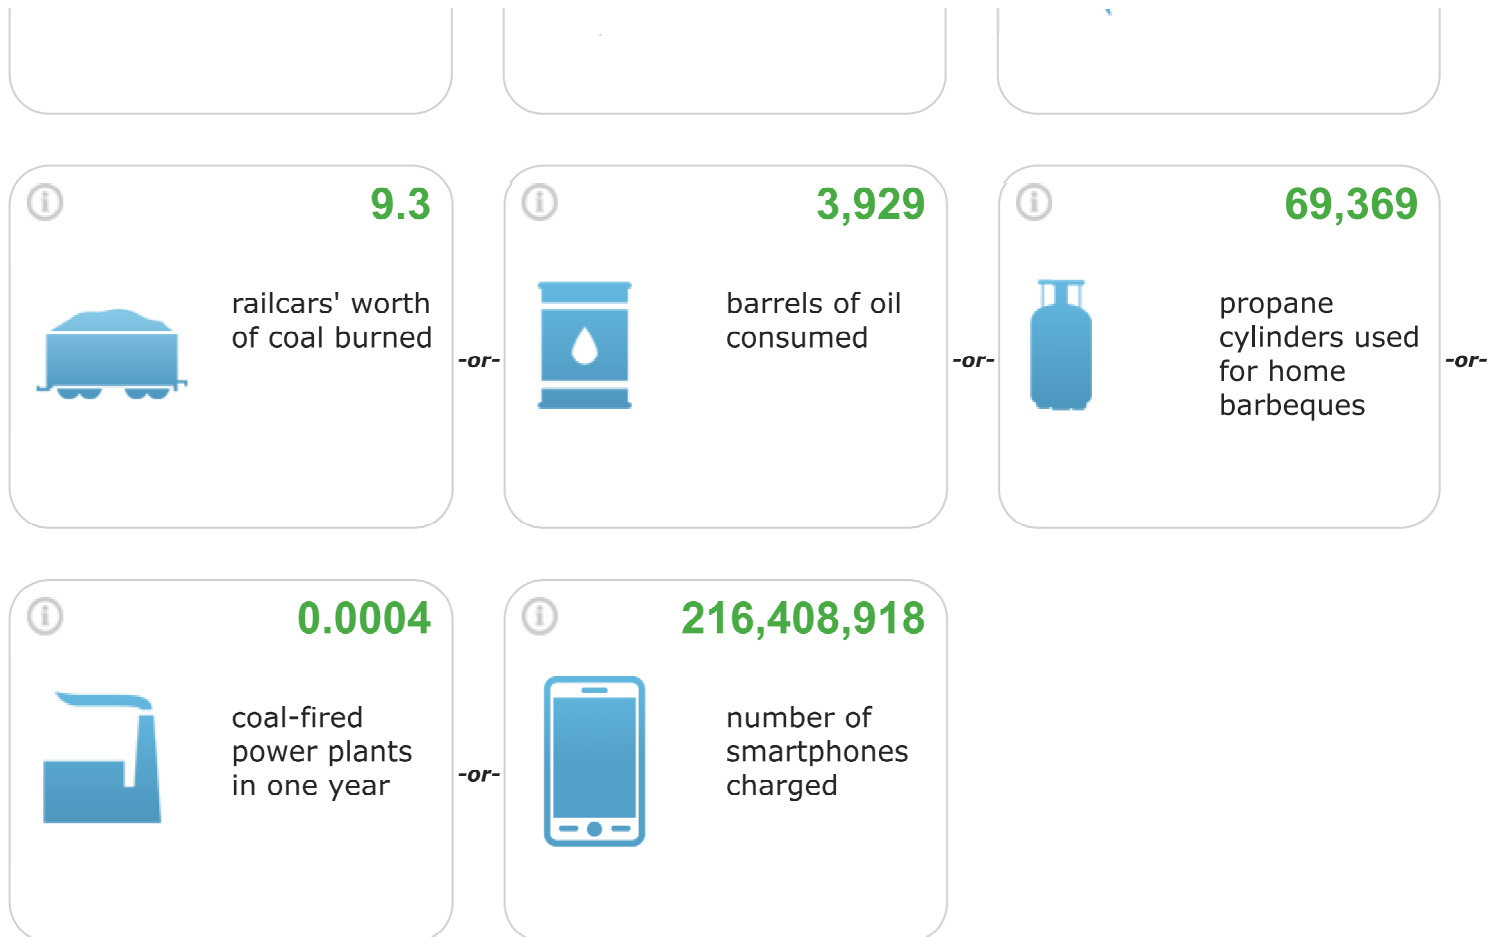 9.3
railcars' worth
of coal burned
-or-
3,929
barrels of oil
consumed
-or-
69,369
propane
cylinders used
for home
barbeques
-or-
0.0004
coal-fired
power plants
in one year
-or-
216,408,918
number of
smartphones
charged